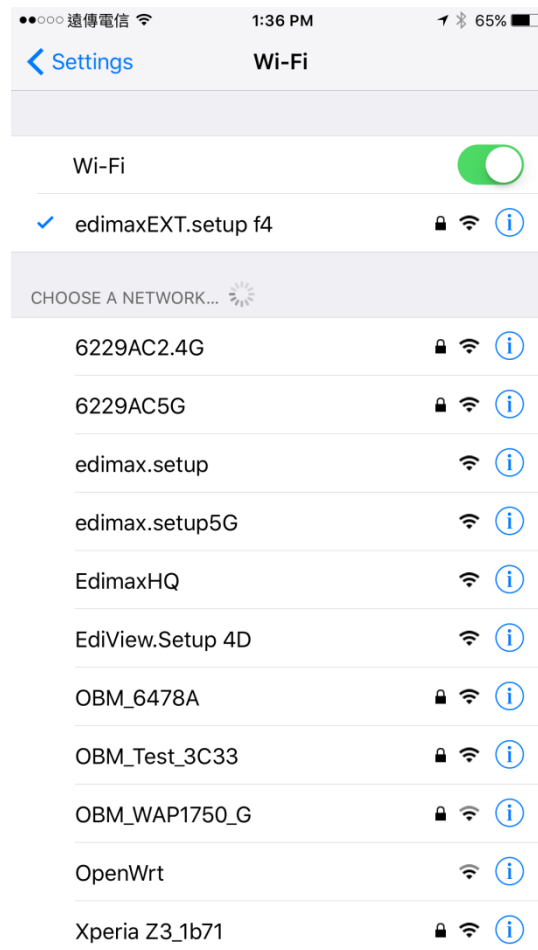 遠傳電信 1:36 PM 65%
Settings Wi-Fi
Wi-Fi
edimaxEXT.setup f4
CHOOSE A NETWORK...
6229AC2.4G
6229AC5G
edimax.setup
edimax.setup5G
EdimaxHQ
EdiView.Setup 4D
OBM_6478A
OBM_Test_3C33
OBM_WAP1750_G
OpenWrt
Xperia Z3_1b71